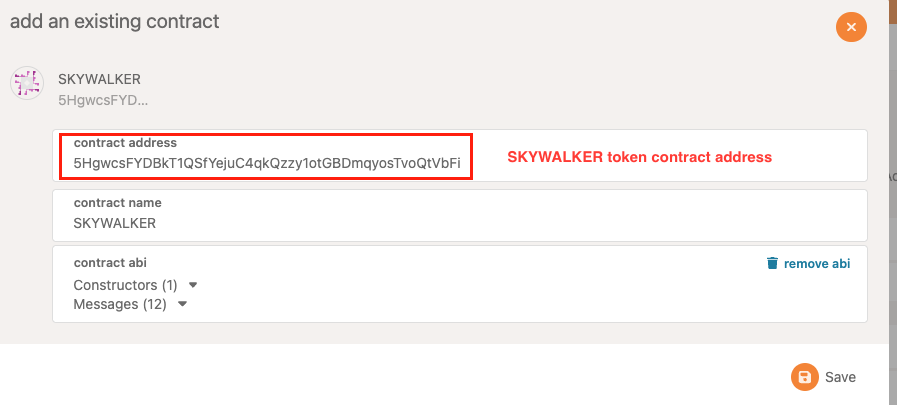 add an existing contract
SKYWALKER
5HgwcsFYD...
contract address
5HgwcsFYDBkT1QSfYejuC4qkQzzy1otGBDmqyosTvoQtVbFi
SKYWALKER token contract address
contract name
SKYWALKER
contract abi
remove abi
Constructors (1)
Messages (12)
Save